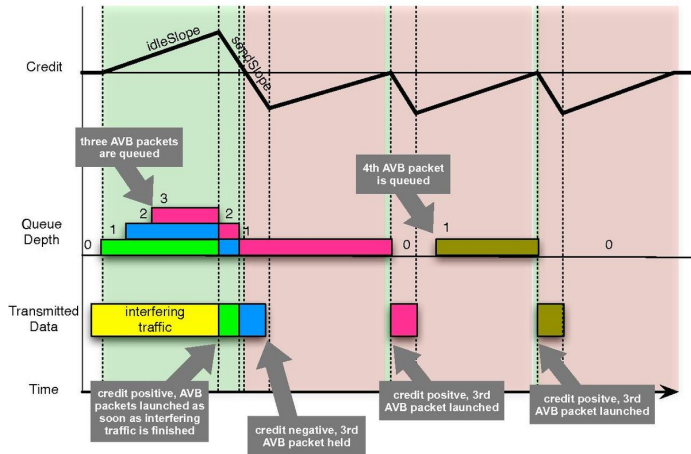 idleSlope
sendSlope
Credit
three AVB packets
are queued
4th AVB packet
is queued
3
2
2
1
1
1
0
0
0
Queue
Depth
Transmitted
Data
interfering
traffic
Time
credit positive, AVB
packets launched as
soon as interfering
traffic is finished
credit negative, 3rd
AVB packet held
credit positve, 3rd
AVB packet launched
credit positve, 3rd
AVB packet launched